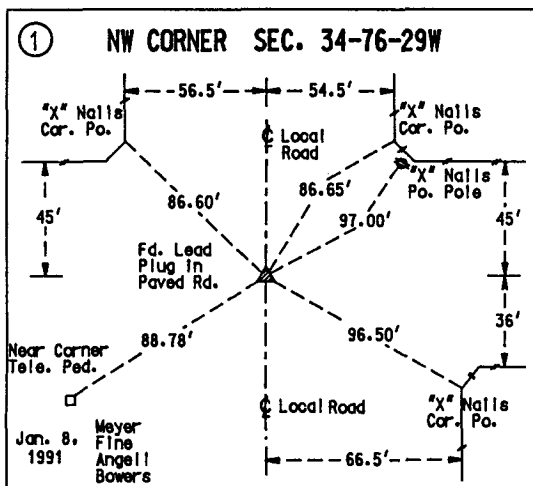 1 NW CORNER SEC. 34-76-29W
56.5' 54.5'
"X" Nails
Cor. Po.
℄ Local
Road
"X" Nails
Cor. Po.
"X" Nails
Po. Pole
86.60'
86.65'
97.00'
45'
45'
Fd. Lead
Plug in
Paved Rd.
88.78'
96.50'
36'
Near Corner
Tele. Ped.
℄ Local Road
"X" Nails
Cor. Po.
Jan. 8,
1991
Meyer
Fine
Angell
Bowers
66.5'